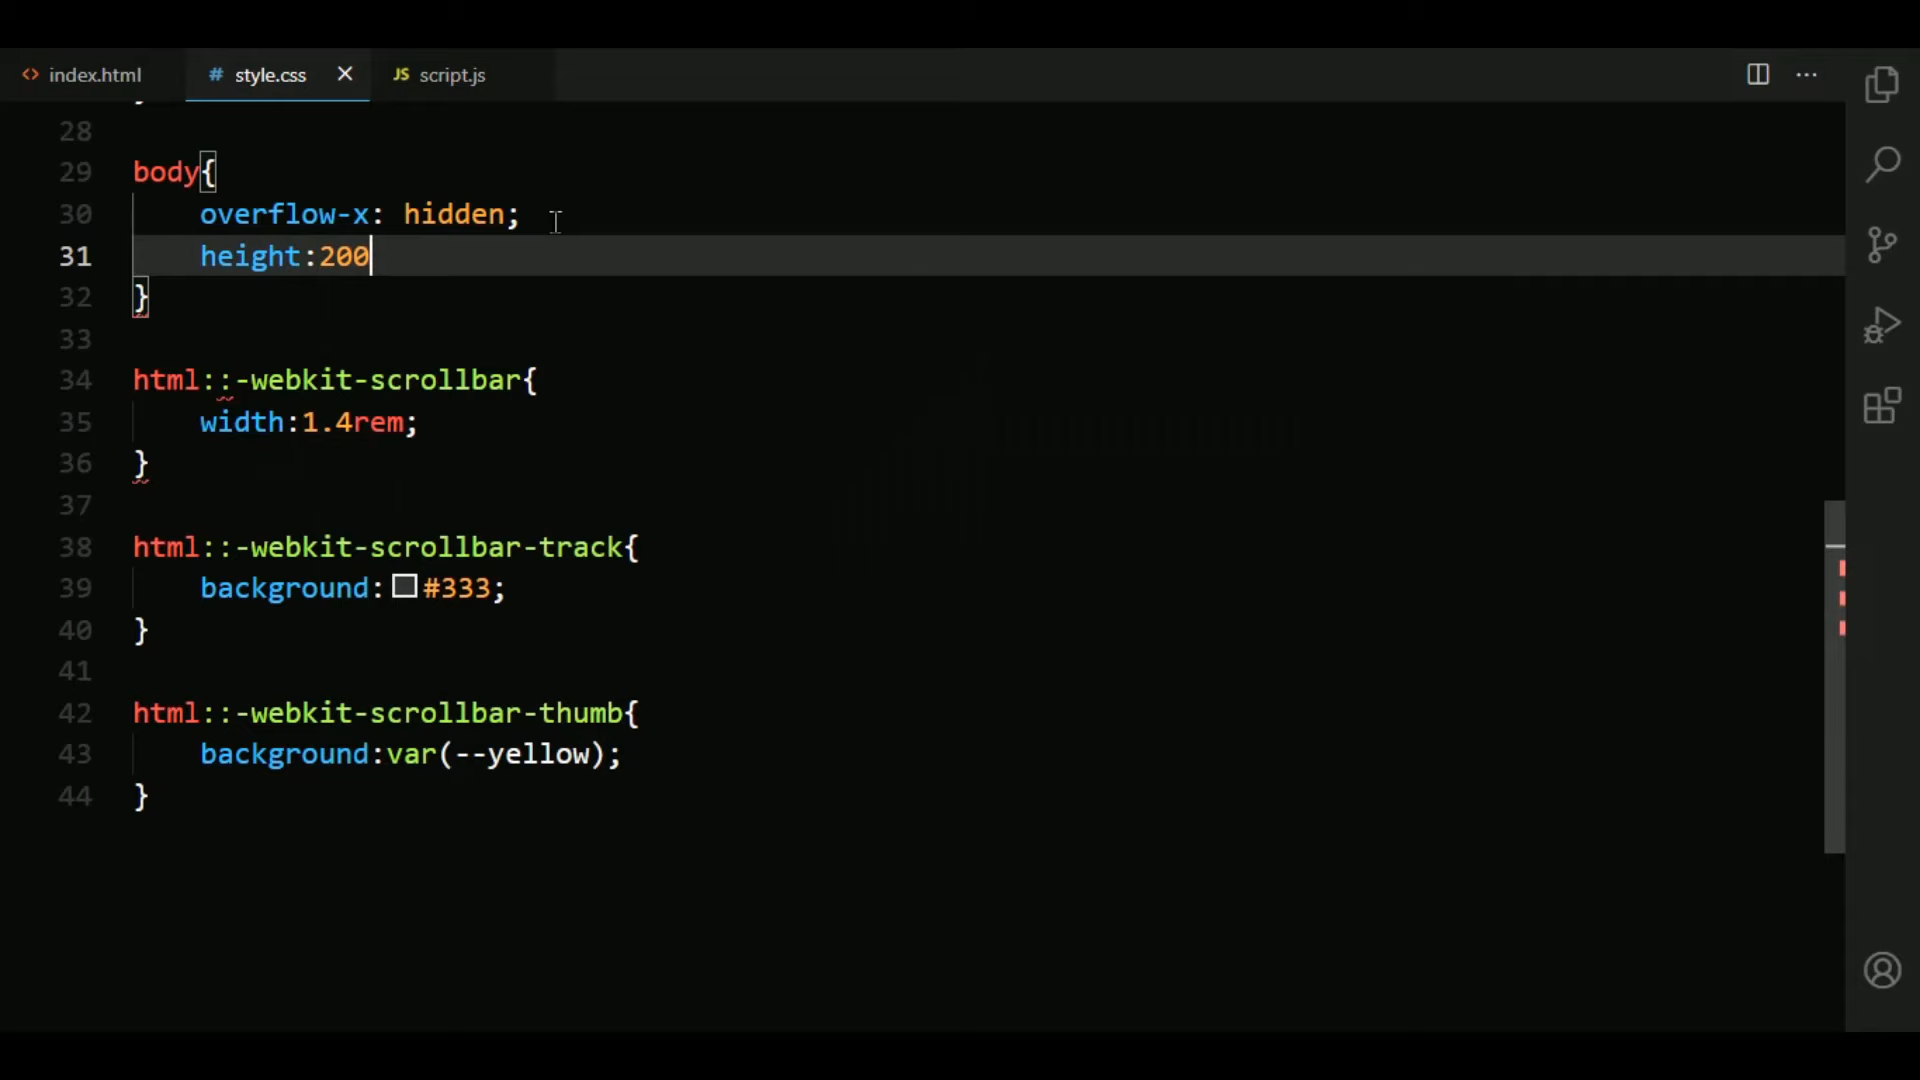 index.html
style.css
JS script.js
28
29 body{
30 overflow-x: hidden;
31 height:200
32 }
33
34 html::-webkit-scrollbar{
35 width:1.4rem;
36 }
37
38 html::-webkit-scrollbar-track{
39 background:#333;
40 }
41
42 html::-webkit-scrollbar-thumb{
43 background:var(--yellow);
44 }